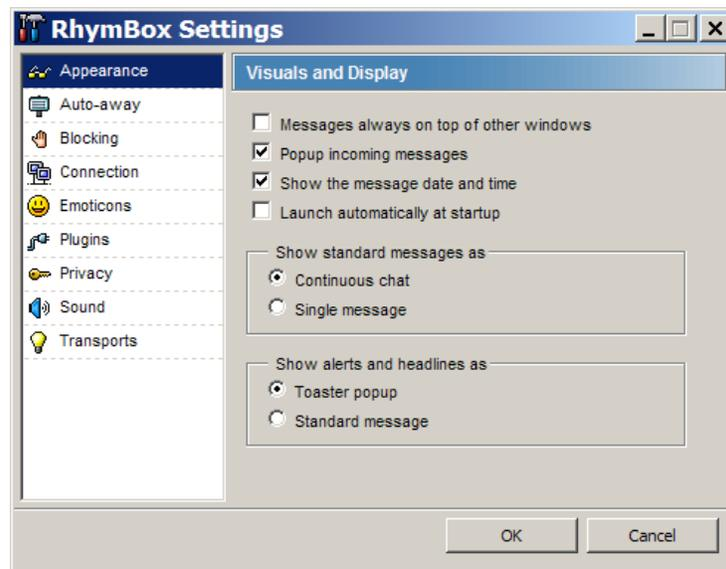 RhymBox Settings
Appearance
Auto-away
Blocking
Connection
Emoticons
Plugins
Privacy
Sound
Transports
Visuals and Display
Messages always on top of other windows
Popup incoming messages
Show the message date and time
Launch automatically at startup
Show standard messages as
Continuous chat
Single message
Show alerts and headlines as
Toaster popup
Standard message
OK
Cancel